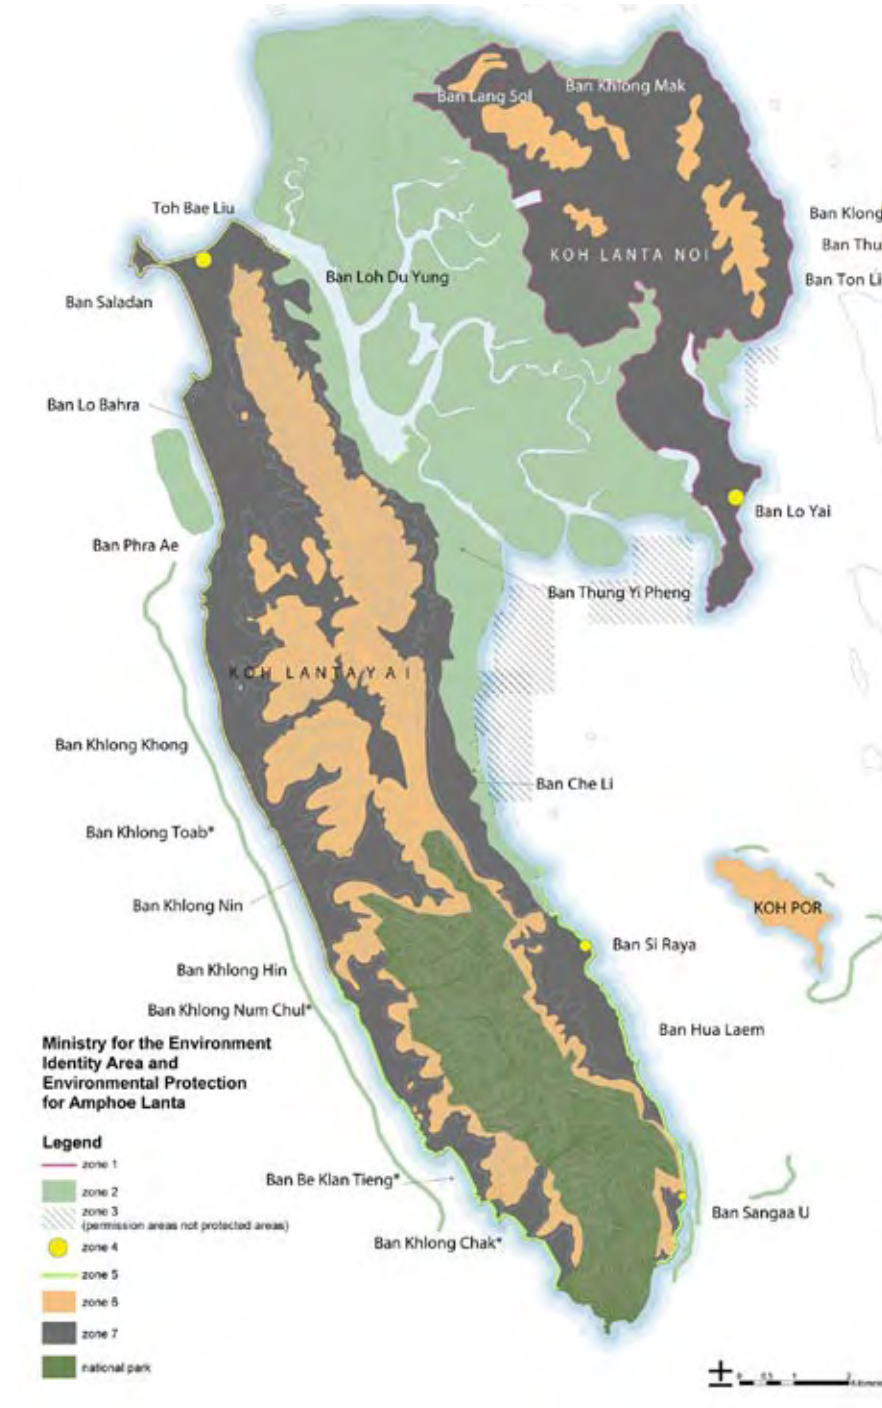 Ban Khlong Mak
Ban Lang Sol
Toh Bae Liu
Ban Klong
Ban Thu
KOH LANTA NOI
Ban Loh Du Yung
Ban Ton Li
Ban Saladan
Ban Lo Bahra
Ban Lo Yai
Ban Phra Ae
Ban Thung Yi Pheng
KOH LANTA YAI
Ban Khlong Khong
Ban Che Li
Ban Khlong Toab*
Ban Khlong Nin
KOH POR
Ban Si Raya
Ban Khlong Hin
Ban Khlong Num Chul*
Ban Hua Laem
Ministry for the Environment
Identity Area and
Environmental Protection
for Amphoe Lanta
Legend
zone 1
zone 2
zone 3
(permission areas not protected areas)
zone 4
zone 5
zone 6
zone 7
national park
Ban Be Klan Tieng*
Ban Sangaa U
Ban Khlong Chak*
0 0.5 1 2